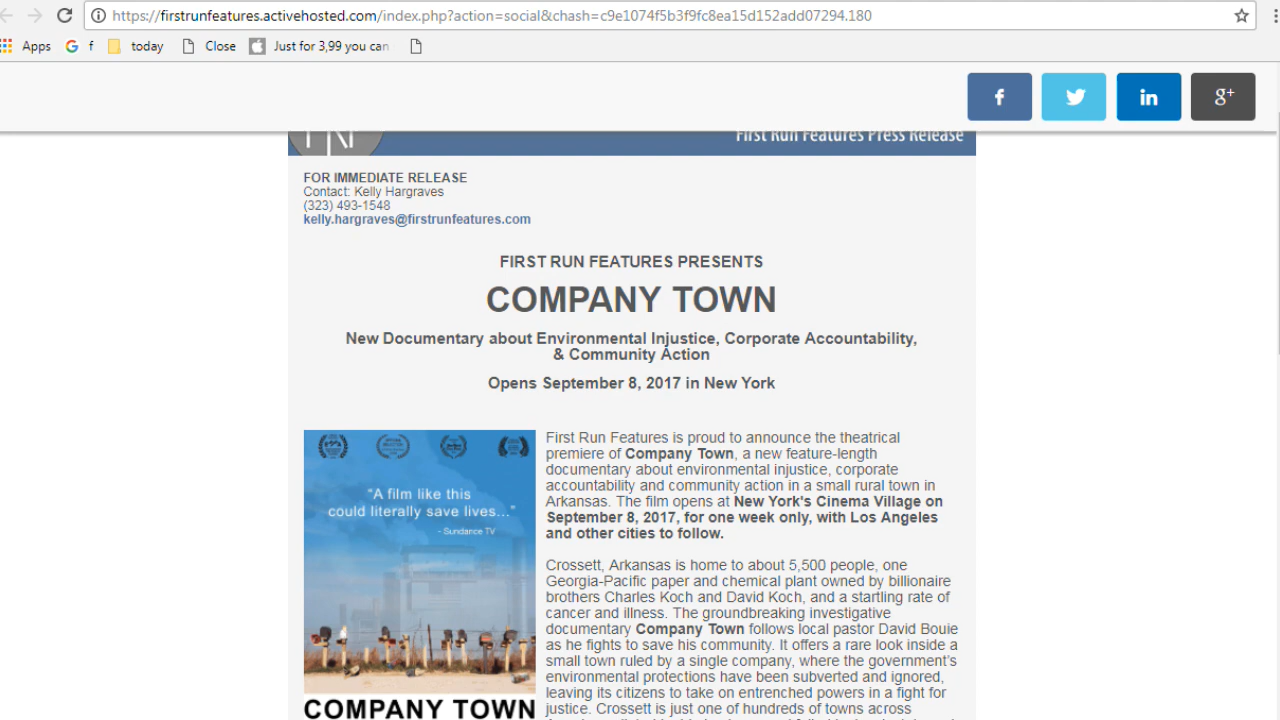 https://firstrunfeatures.activehosted.com/index.php?action=social&chash=c9e1074f5b3f9fc8ea15d152add07294.180
Apps
f
today
Close
Just for 3,99 you can
f
in
g+
First Run Features Press Release
FOR IMMEDIATE RELEASE
Contact: Kelly Hargraves
(323) 493-1548
kelly.hargraves@firstrunfeatures.com
FIRST RUN FEATURES PRESENTS
COMPANY TOWN
New Documentary about Environmental Injustice, Corporate Accountability,
& Community Action
Opens September 8, 2017 in New York
“A film like this
could literally save lives...”
- Sundance TV
COMPANY TOWN
First Run Features is proud to announce the theatrical
premiere of Company Town, a new feature-length
documentary about environmental injustice, corporate
accountability and community action in a small rural town in
Arkansas. The film opens at New York's Cinema Village on
September 8, 2017, for one week only, with Los Angeles
and other cities to follow.
Crossett, Arkansas is home to about 5,500 people, one
Georgia-Pacific paper and chemical plant owned by billionaire
brothers Charles Koch and David Koch, and a startling rate of
cancer and illness. The groundbreaking investigative
documentary Company Town follows local pastor David Bouie
as he fights to save his community. It offers a rare look inside a
small town ruled by a single company, where the government’s
environmental protections have been subverted and ignored,
leaving its citizens to take on entrenched powers in a fight for
justice. Crossett is just one of hundreds of towns across